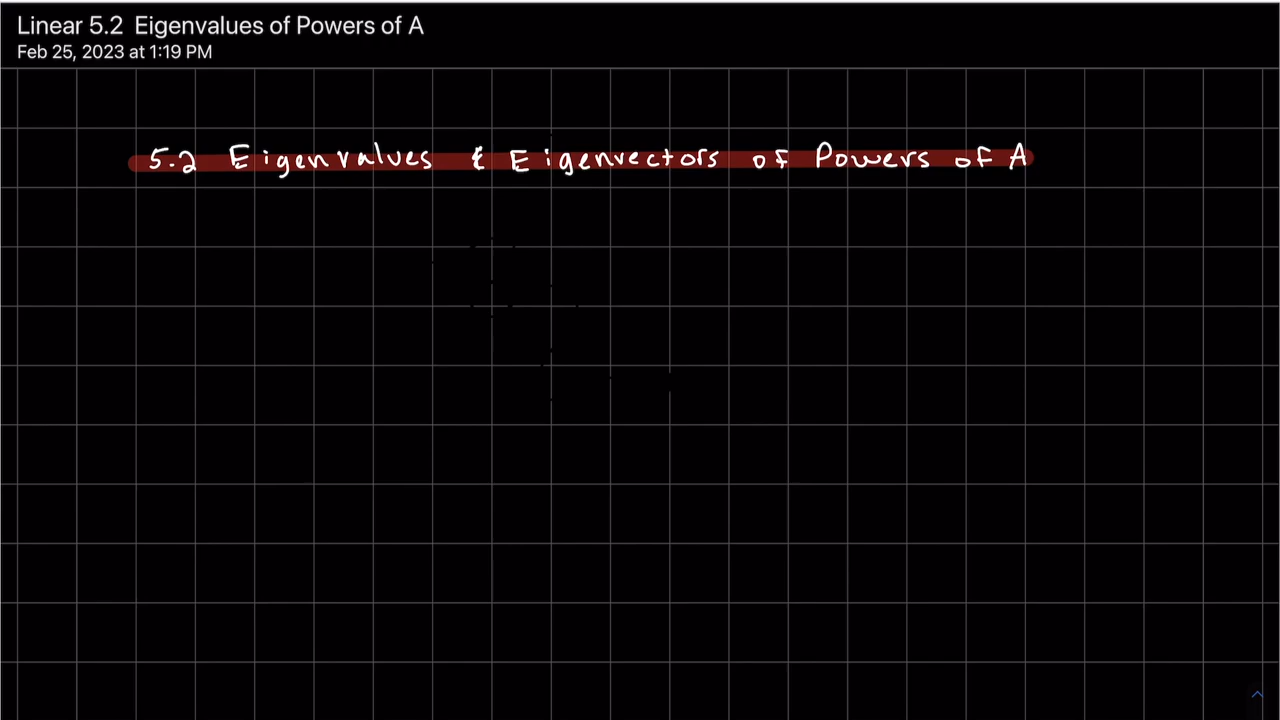 Linear 5.2 Eigenvalues of Powers of A
Feb 25, 2023 at 1:19 PM
5.2 Eigenvalues & Eigenvectors of Powers of A